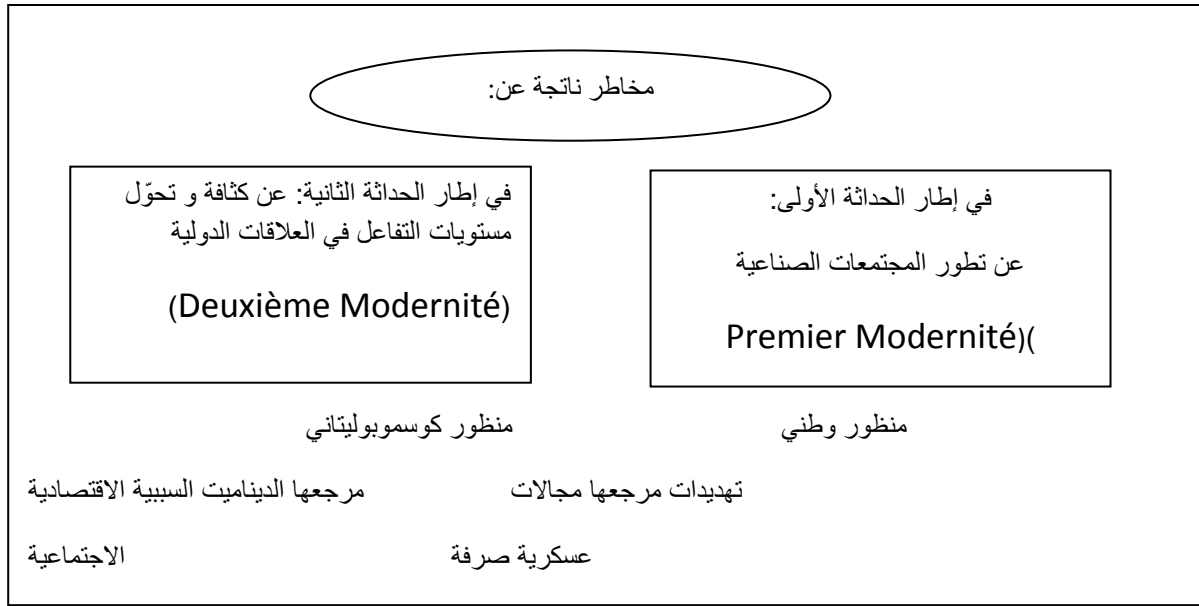 مخاطر ناتجة عن:
في إطار الحداثة الأولى:
عن تطور المجتمعات الصناعية
Premier Modernité)(
في إطار الحداثة الثانية: عن كثافة و تحوّل
مستويات التفاعل في العلاقات الدولية
(Deuxième Modernité)
منظور وطني منظور كوسموبوليتاني
تهديدات مرجعها مجالات مرجعها الديناميت السببية الاقتصادية
عسكرية صرفة الاجتماعية